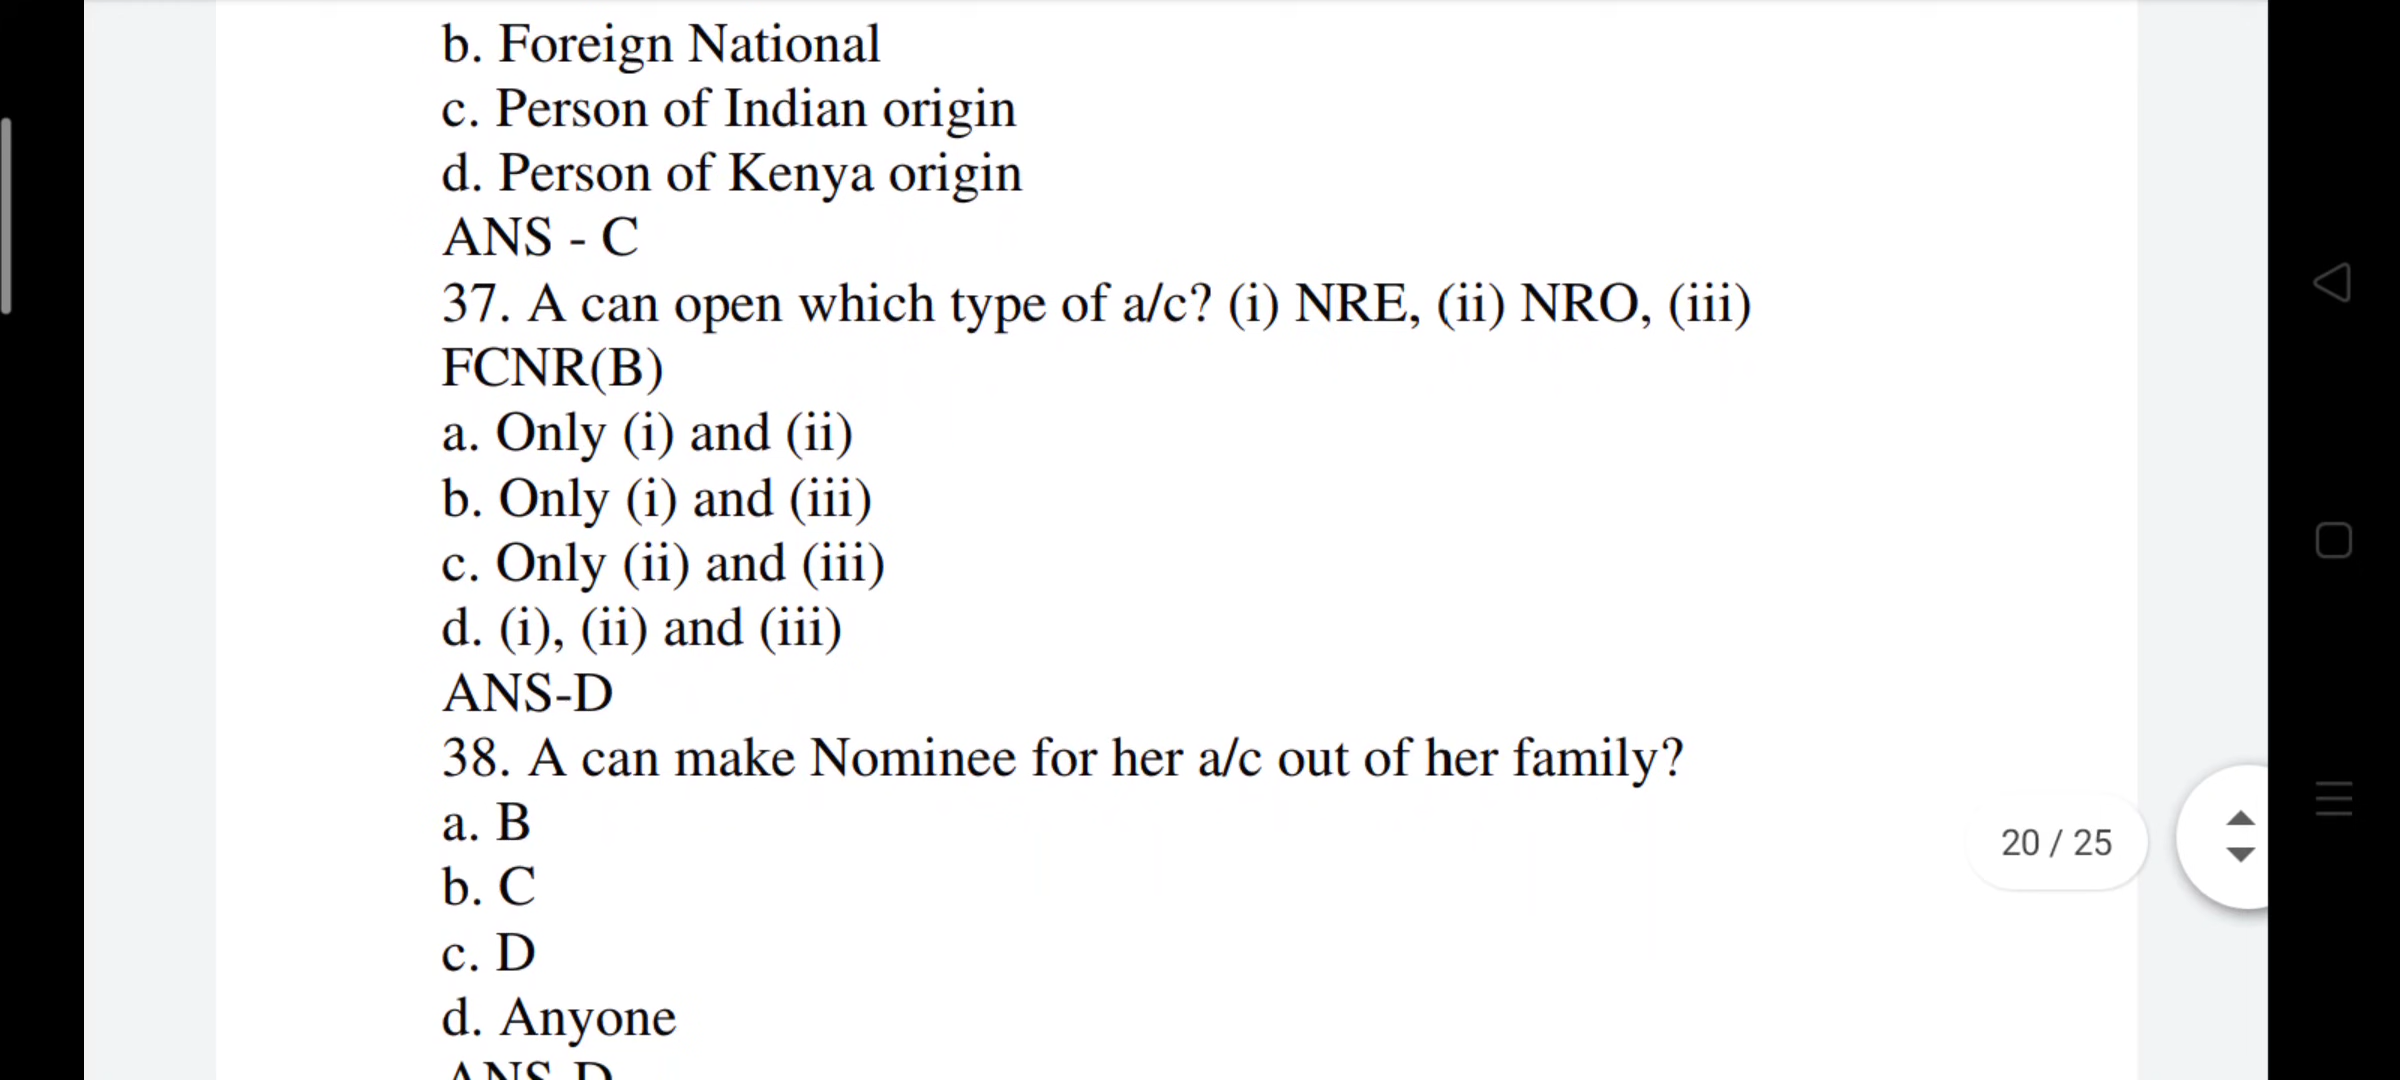 b. Foreign National
c. Person of Indian origin
d. Person of Kenya origin
ANS - C
37. A can open which type of a/c? (i) NRE, (ii) NRO, (iii)
FCNR(B)
a. Only (i) and (ii)
b. Only (i) and (iii)
c. Only (ii) and (iii)
d. (i), (ii) and (iii)
ANS-D
38. A can make Nominee for her a/c out of her family?
a. B
b. C
c. D
d. Anyone
ANS-D
20 / 25